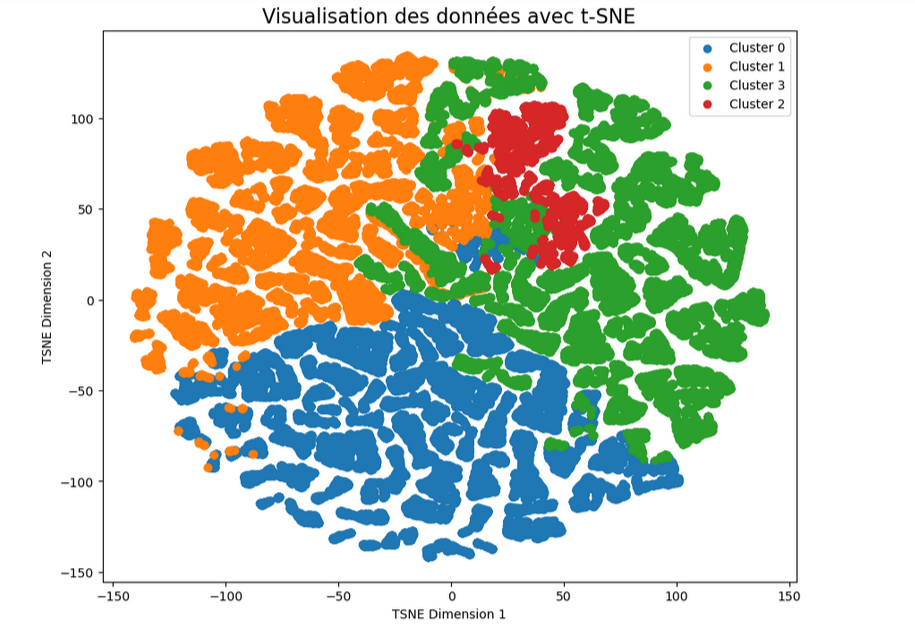 Visualisation des données avec t-SNE
Cluster 0
Cluster 1
Cluster 3
Cluster 2
100
50
0
−50
−100
−150
TSNE Dimension 2
−150 −100 −50 0 50 100 150
TSNE Dimension 1